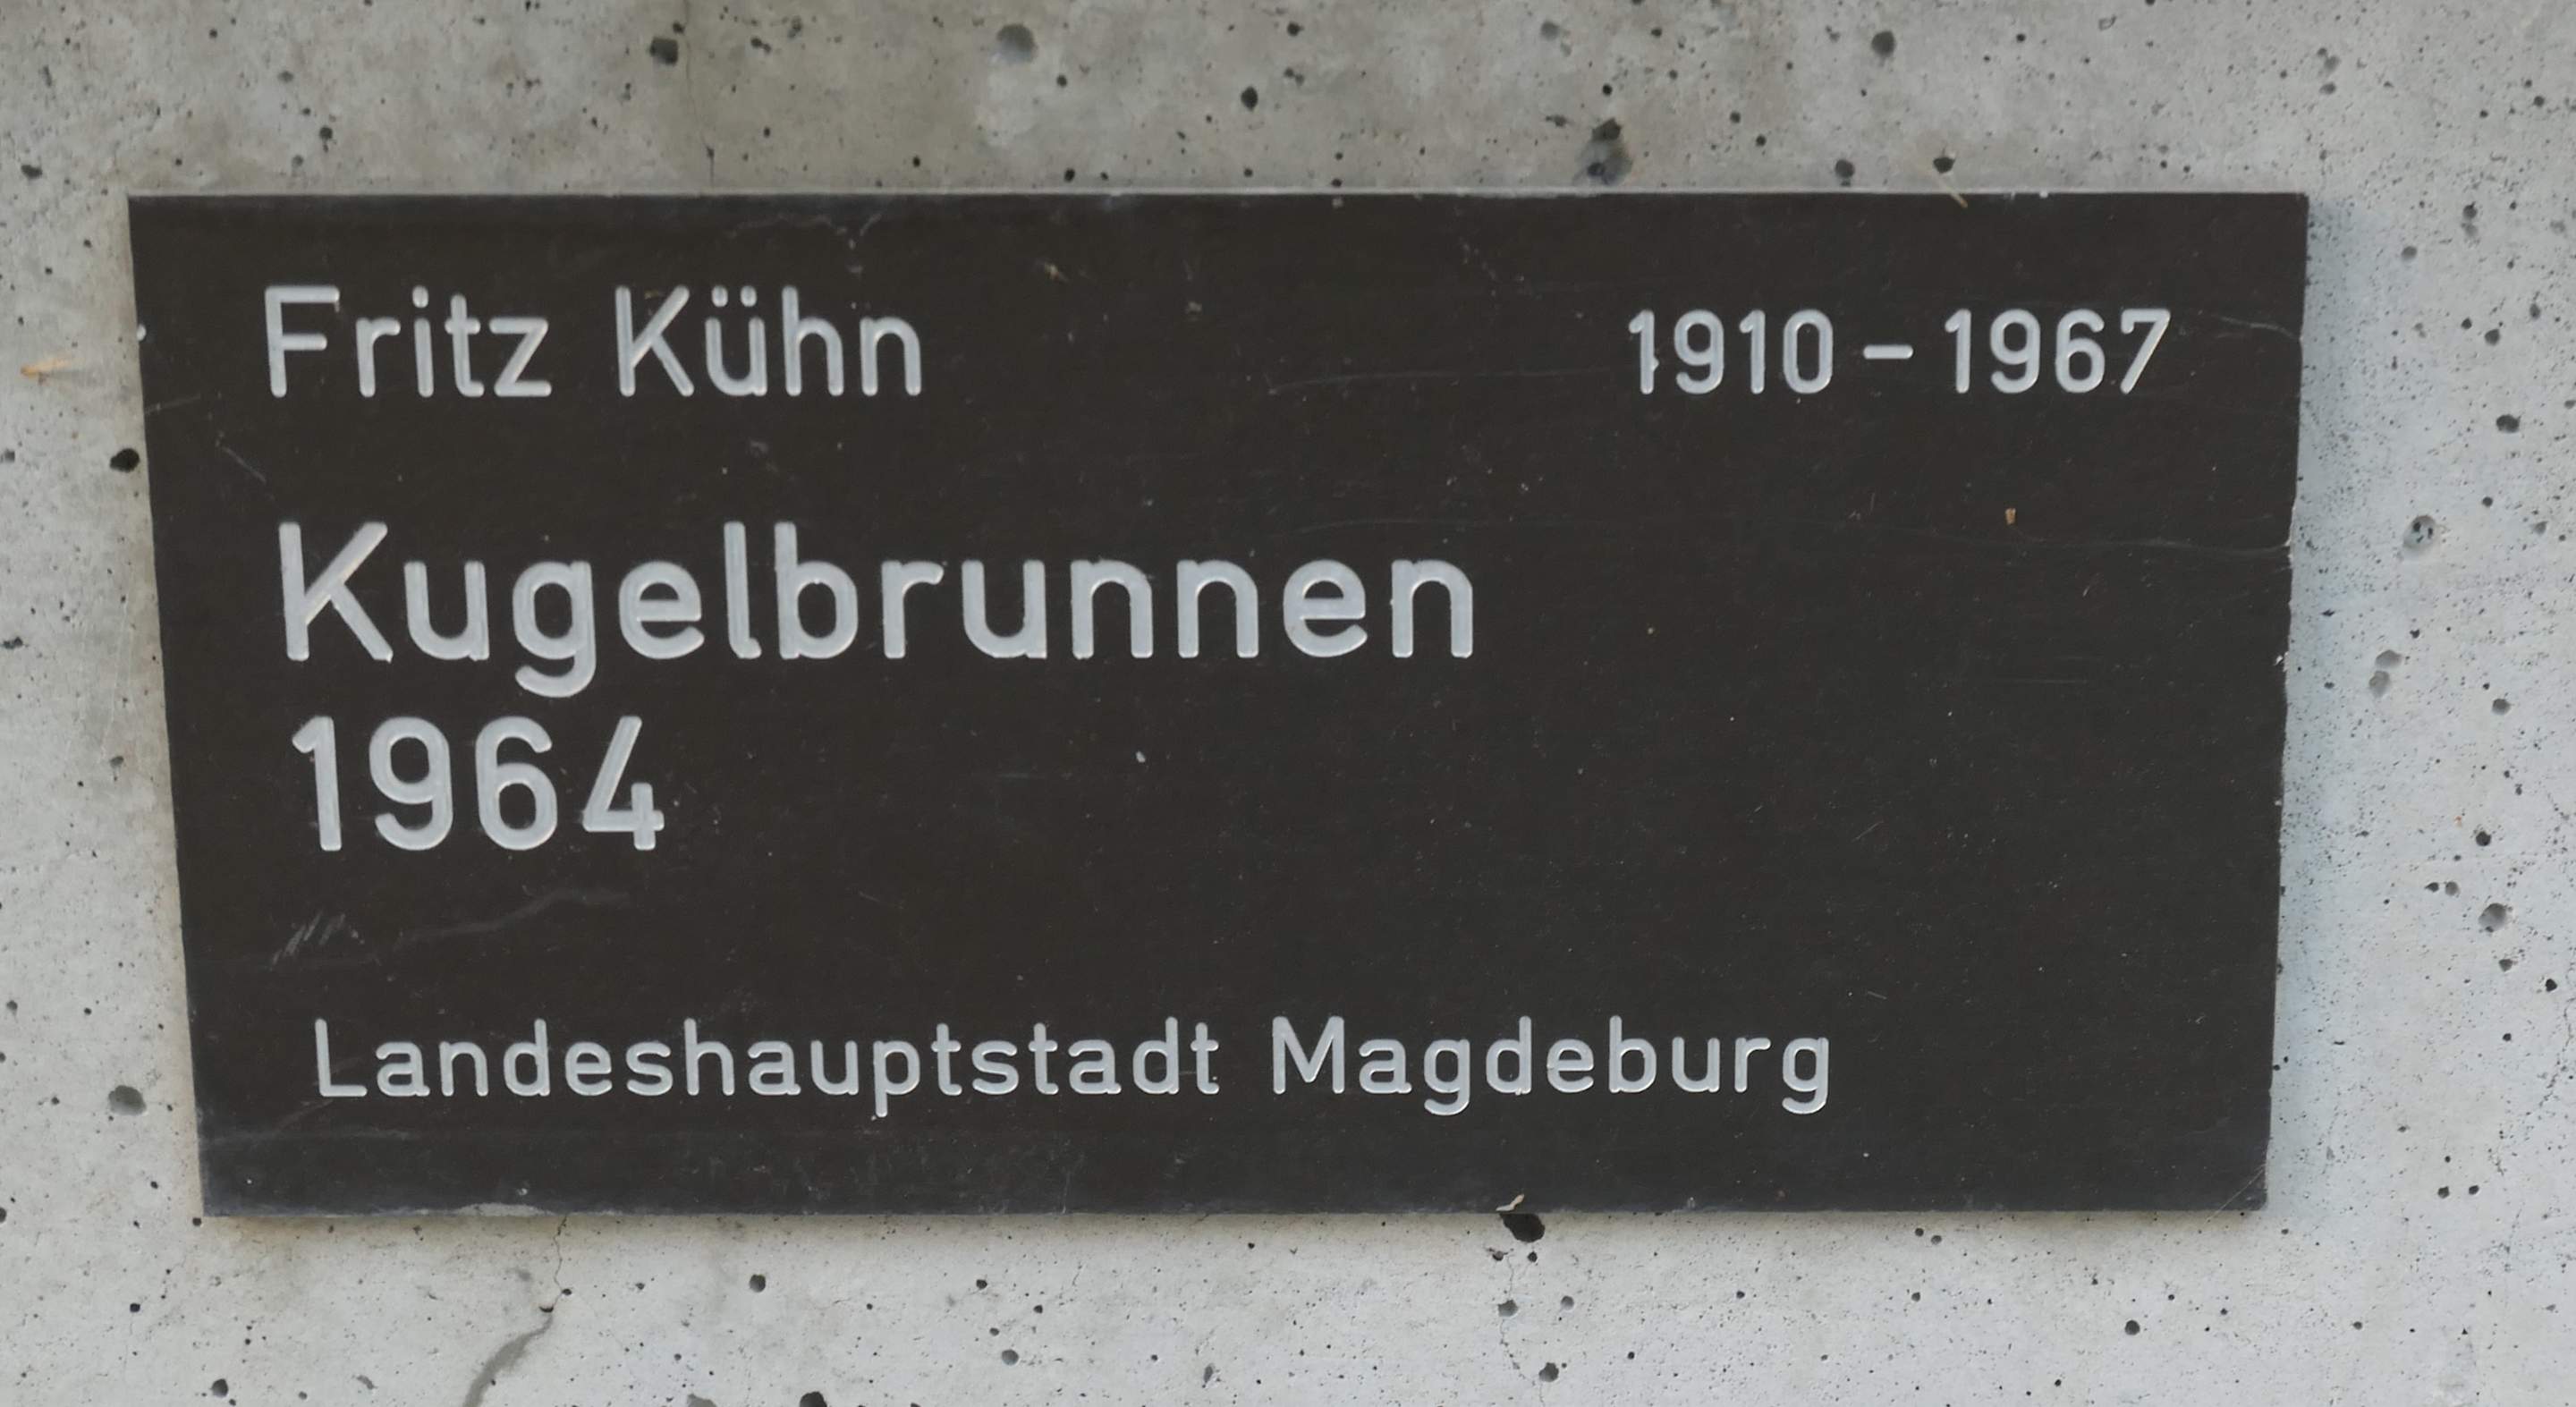 Fritz Kühn 1910 – 1967
Kugelbrunnen
1964
Landeshauptstadt Magdeburg